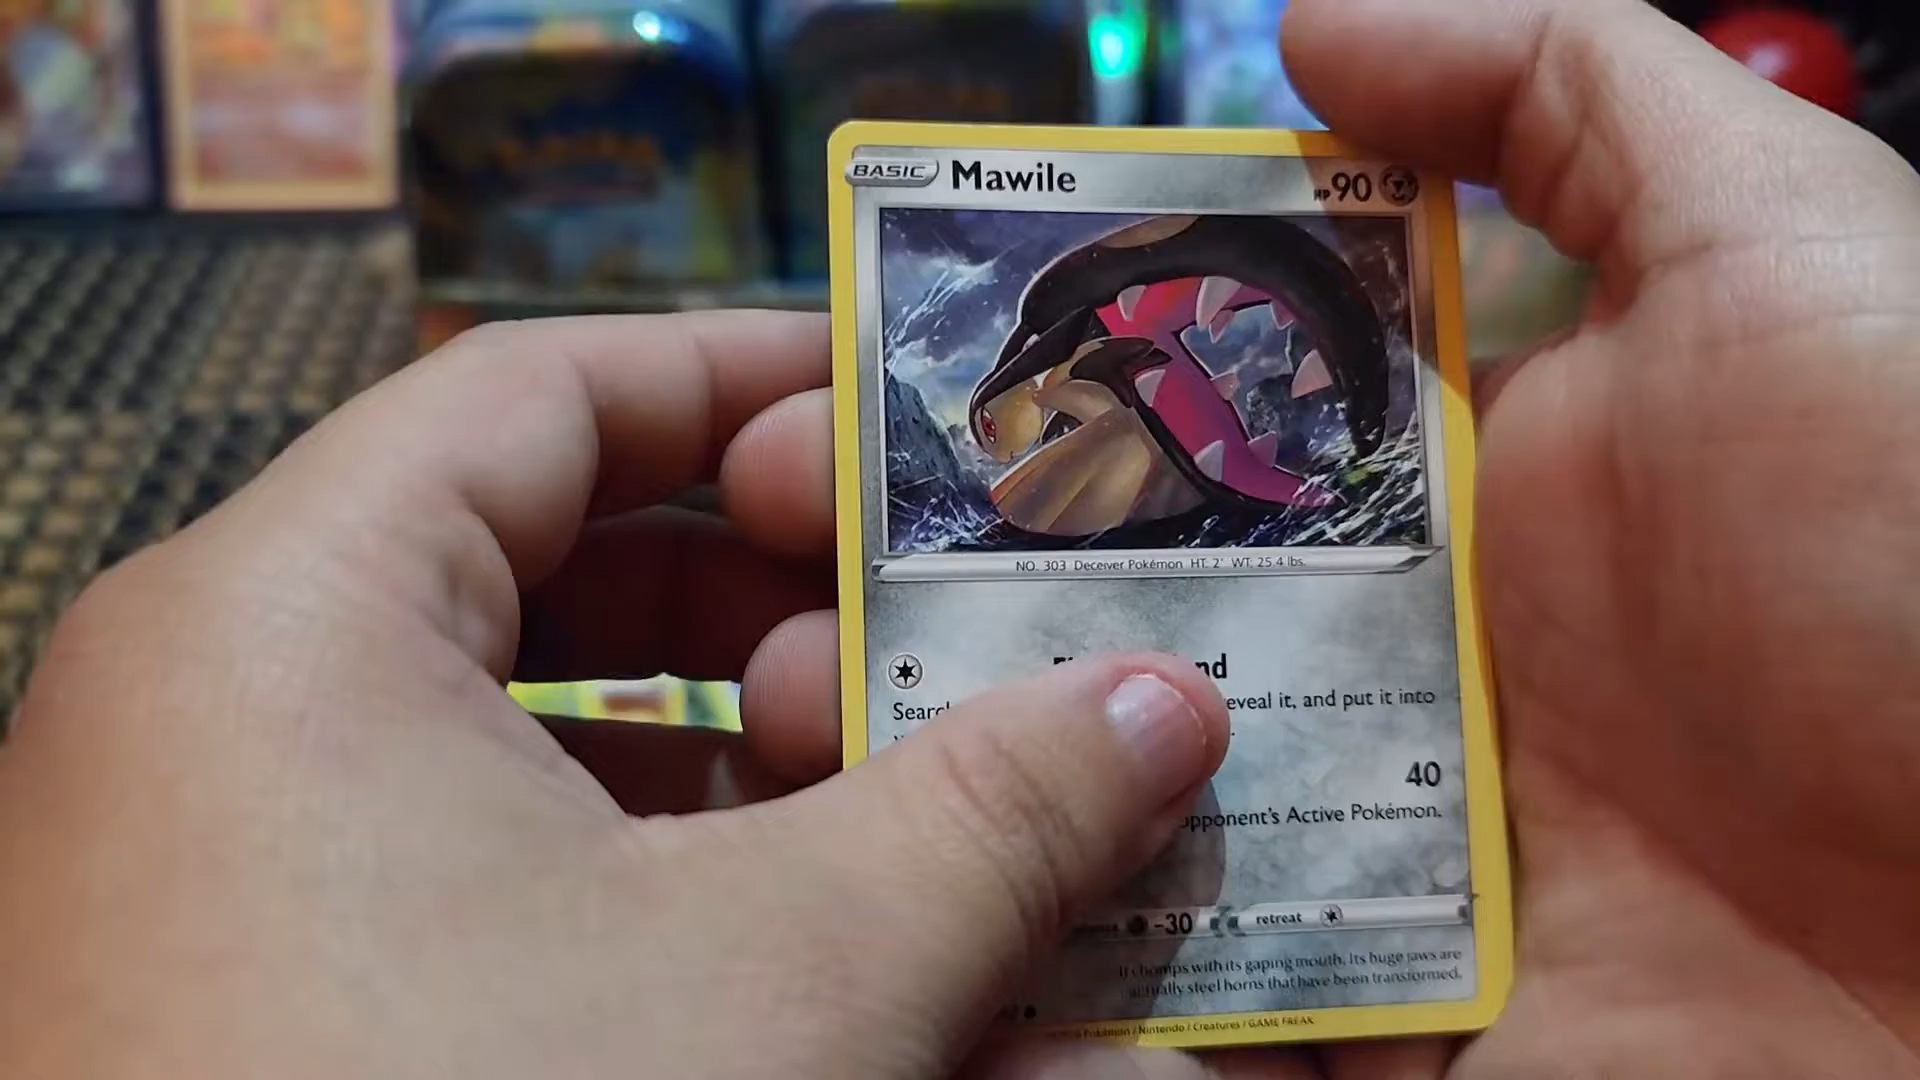 BASIC Mawile HP 90
NO. 303 Deceiver Pokémon HT: 2' WT: 25.4 lbs.
Search eveal it, and put it into
40
opponent's Active Pokémon.
-30 retreat
It chomps with its gaping mouth. Its huge jaws are
actually steel horns that have been transformed.
Pokémon / Nintendo / Creatures / GAME FREAK